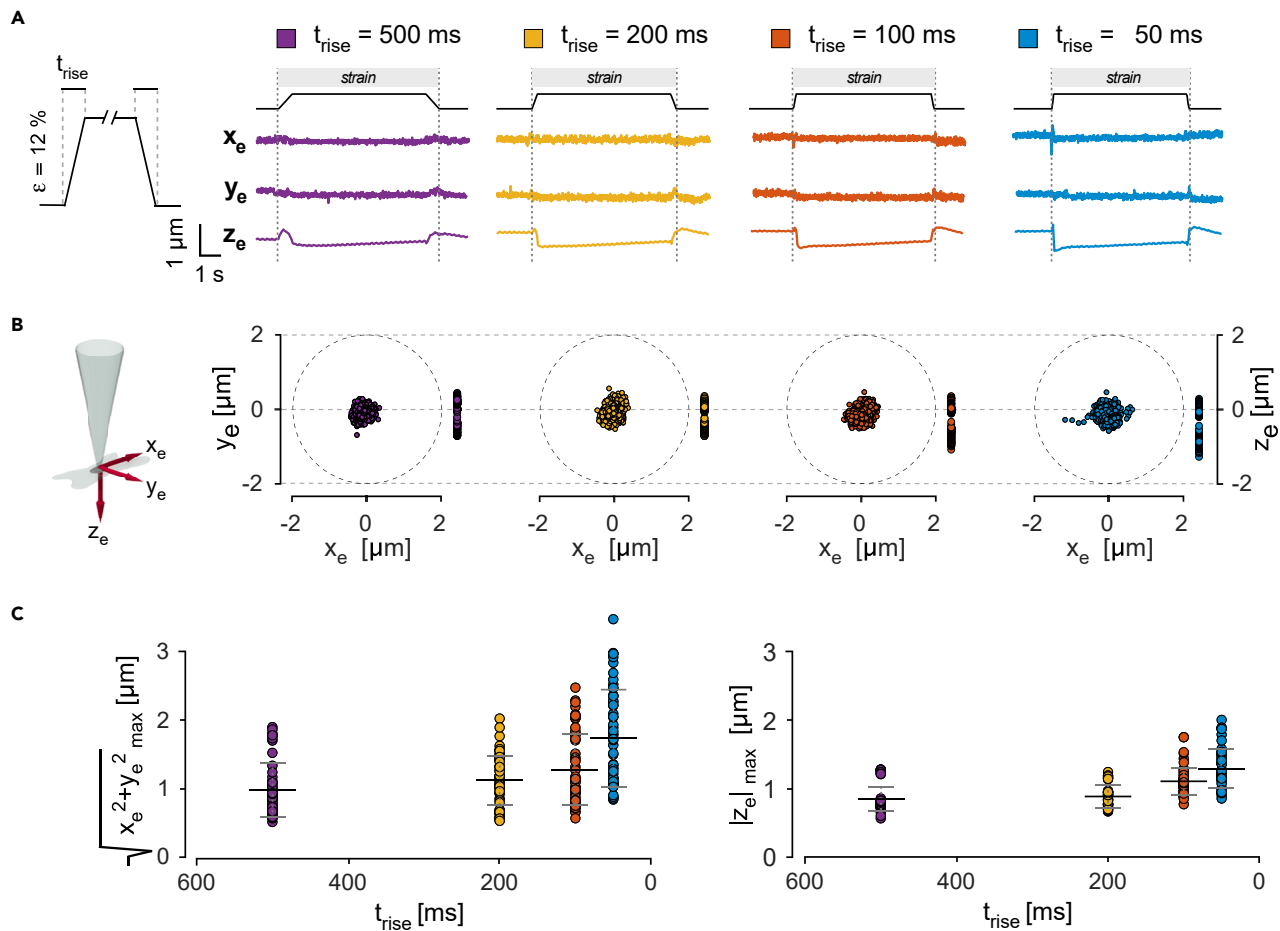 A
t_rise = 500 ms
t_rise = 200 ms
t_rise = 100 ms
t_rise = 50 ms
t_rise
strain
strain
strain
strain
ε = 12 %
x_e
y_e
z_e
1 µm
1 s
B
x_e
y_e
z_e
y_e [µm]
2
0
-2
2
0
-2
z_e [µm]
-2 0 2
-2 0 2
-2 0 2
-2 0 2
x_e [µm]
x_e [µm]
x_e [µm]
x_e [µm]
C
√x_e²+y_e² max [µm]
3
2
1
0
600 400 200 0
t_rise [ms]
|z_e|max [µm]
3
2
1
0
600 400 200 0
t_rise [ms]